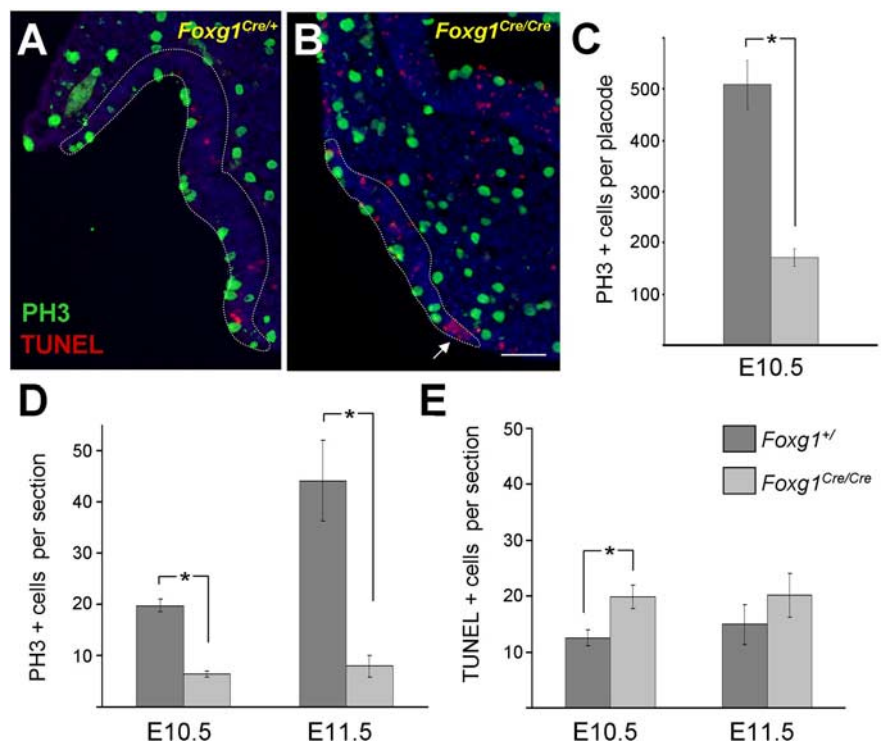 A
Foxg1Cre/+
B
Foxg1Cre/Cre
PH3
TUNEL
C
PH3 + cells per placode
500
400
300
200
100
*
E10.5
D
PH3 + cells per section
50
40
30
20
10
*
*
E10.5
E11.5
E
TUNEL + cells per section
50
40
30
20
10
*
E10.5
E11.5
Foxg1+/
Foxg1Cre/Cre